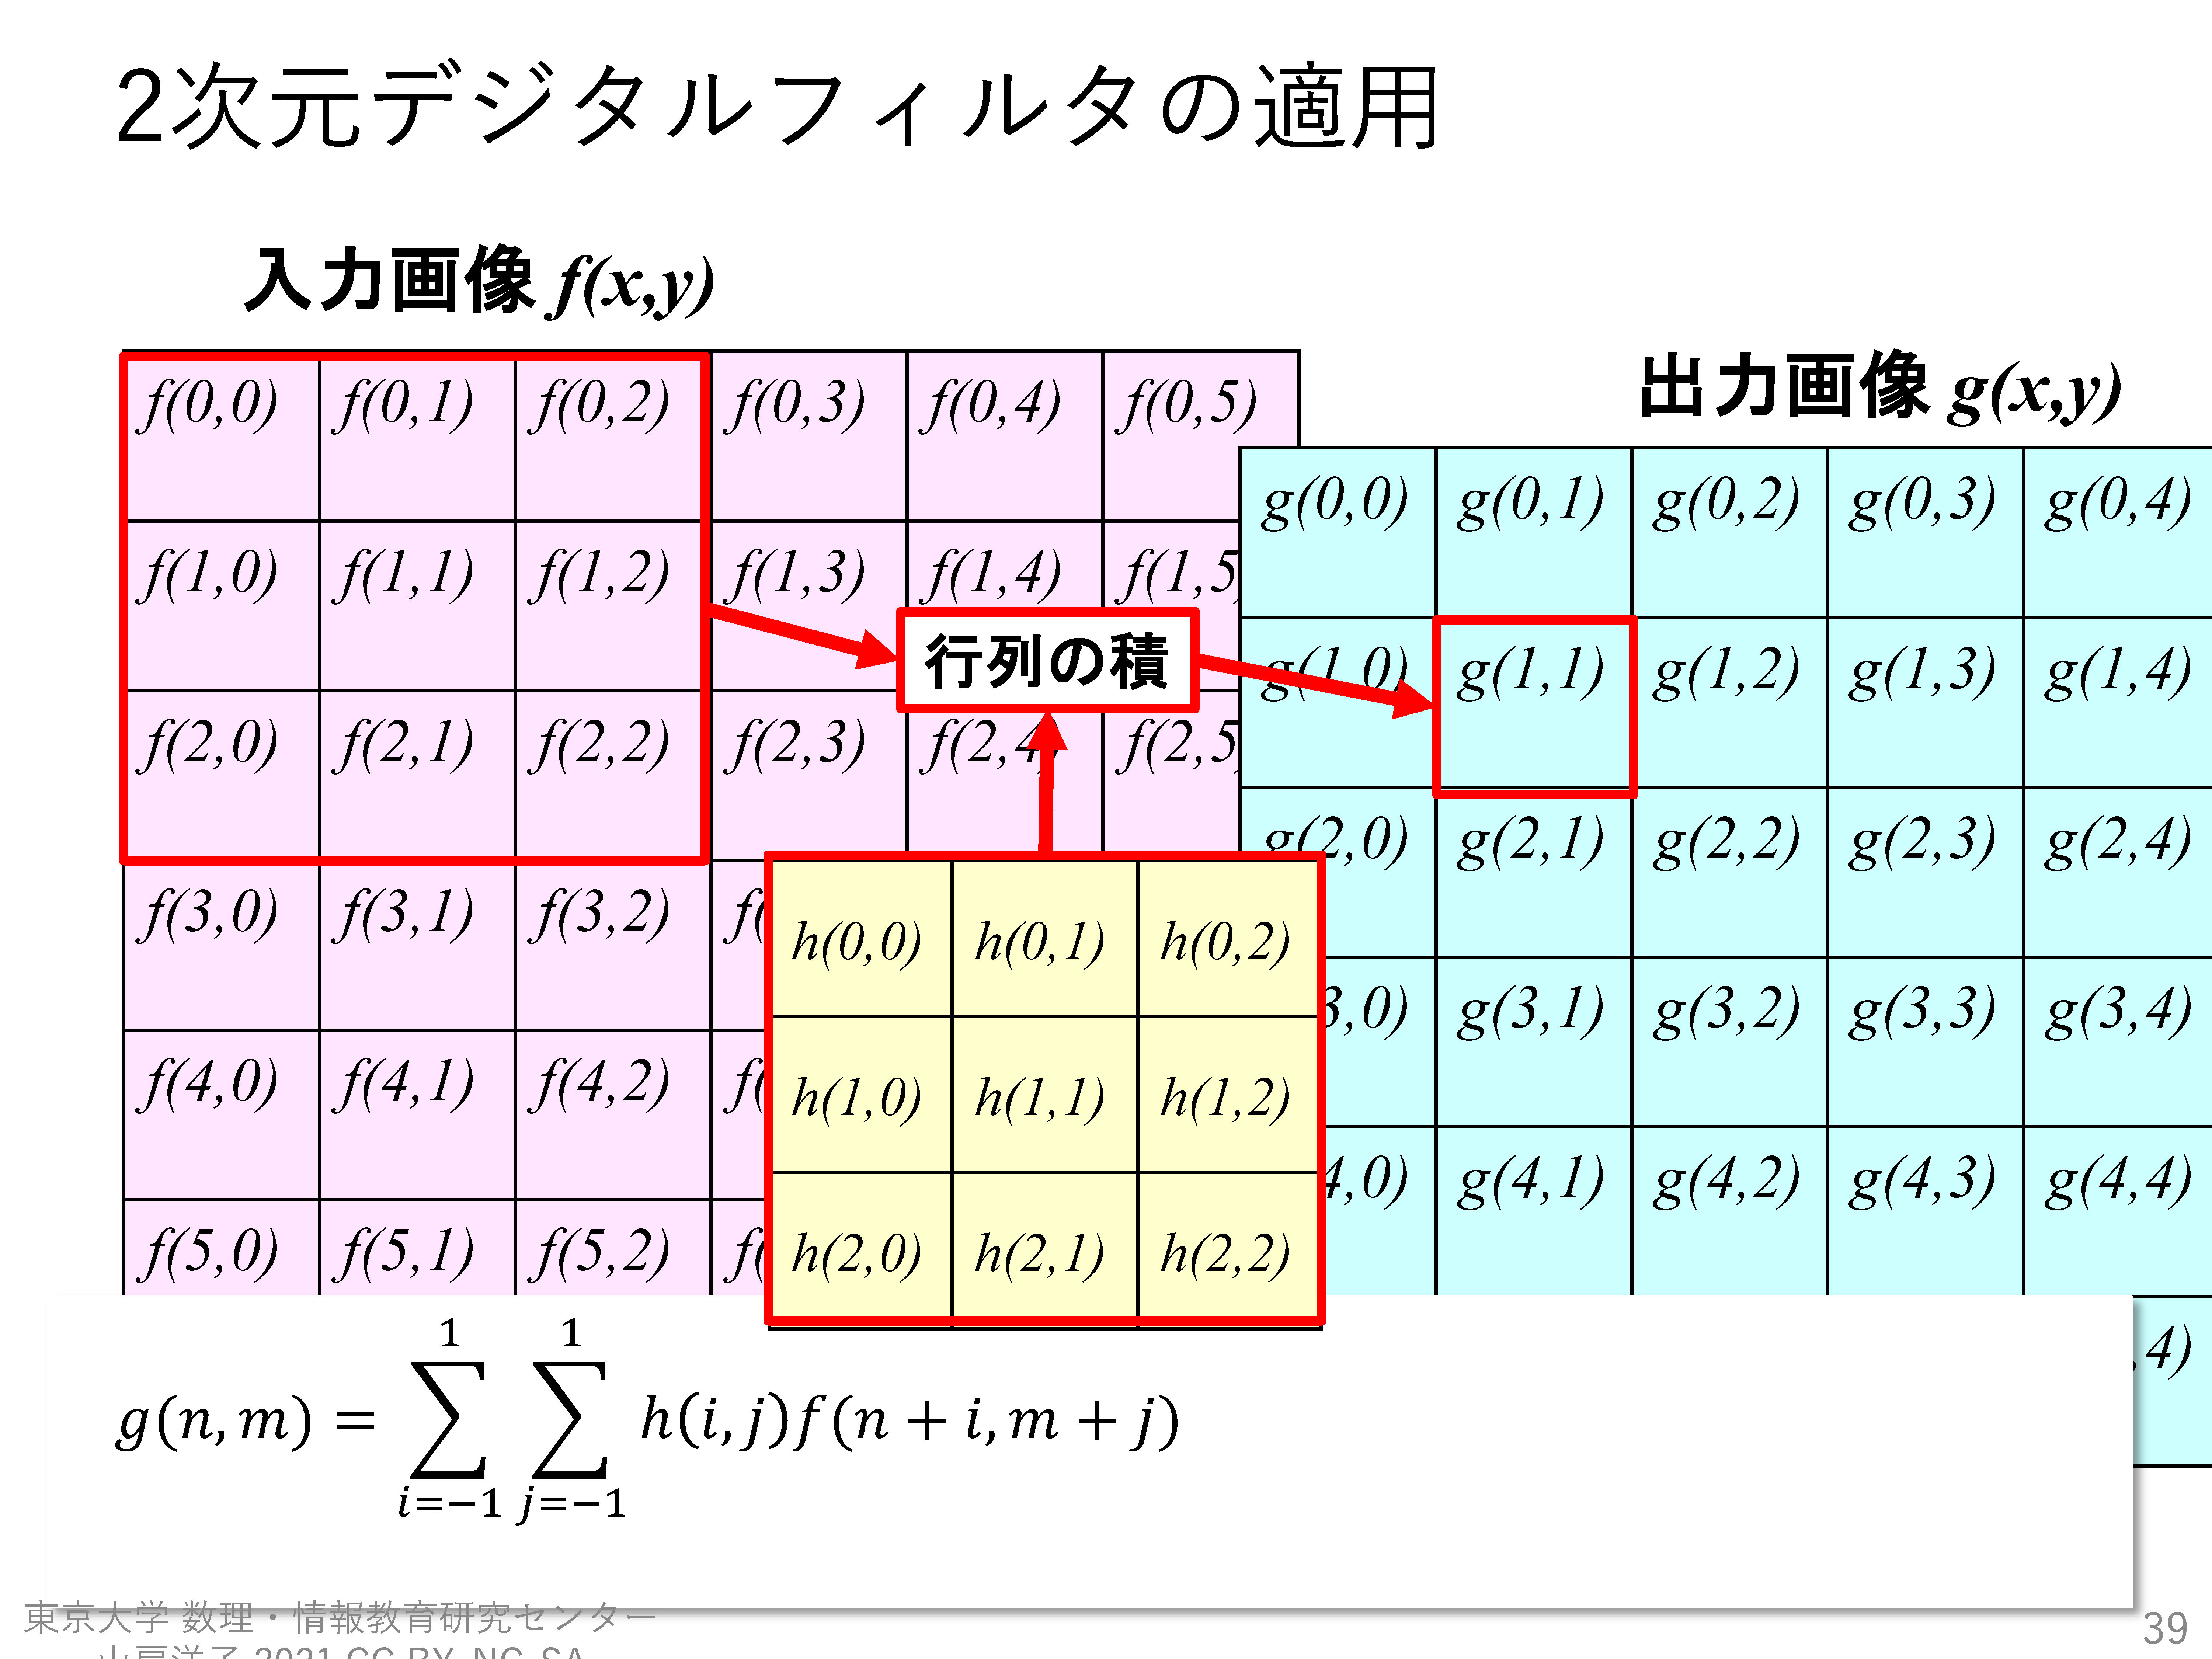 2次元デジタルフィルタの適用
入力画像 f(x,y)
出力画像 g(x,y)
f(0,0) f(0,1) f(0,2) f(0,3) f(0,4) f(0,5)
f(1,0) f(1,1) f(1,2) f(1,3) f(1,4) f(1,5
f(2,0) f(2,1) f(2,2) f(2,3) f(2,4) f(2,5
f(3,0) f(3,1) f(3,2) f(
f(4,0) f(4,1) f(4,2) f(
f(5,0) f(5,1) f(5,2) f(
行列の積
h(0,0) h(0,1) h(0,2)
h(1,0) h(1,1) h(1,2)
h(2,0) h(2,1) h(2,2)
g(0,0) g(0,1) g(0,2) g(0,3) g(0,4)
g(1,0) g(1,1) g(1,2) g(1,3) g(1,4)
g(2,0) g(2,1) g(2,2) g(2,3) g(2,4)
3,0) g(3,1) g(3,2) g(3,3) g(3,4)
4,0) g(4,1) g(4,2) g(4,3) g(4,4)
,4)
g(n,m) = ∑_{i=-1}^{1} ∑_{j=-1}^{1} h(i,j)f(n + i,m + j)
東京大学 数理・情報教育研究センター
2021 CC BY-NC-SA
39